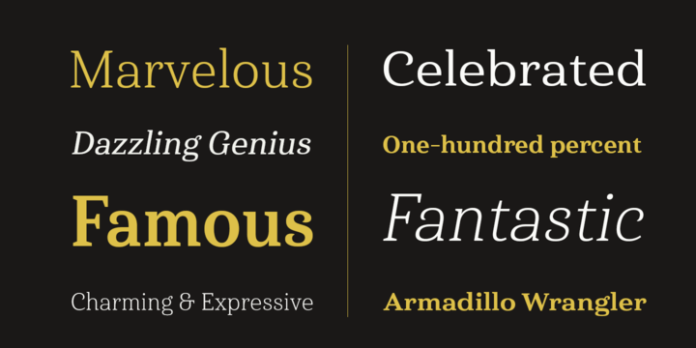 Marvelous
Dazzling Genius
Famous
Charming & Expressive
Celebrated
One-hundred percent
Fantastic
Armadillo Wrangler